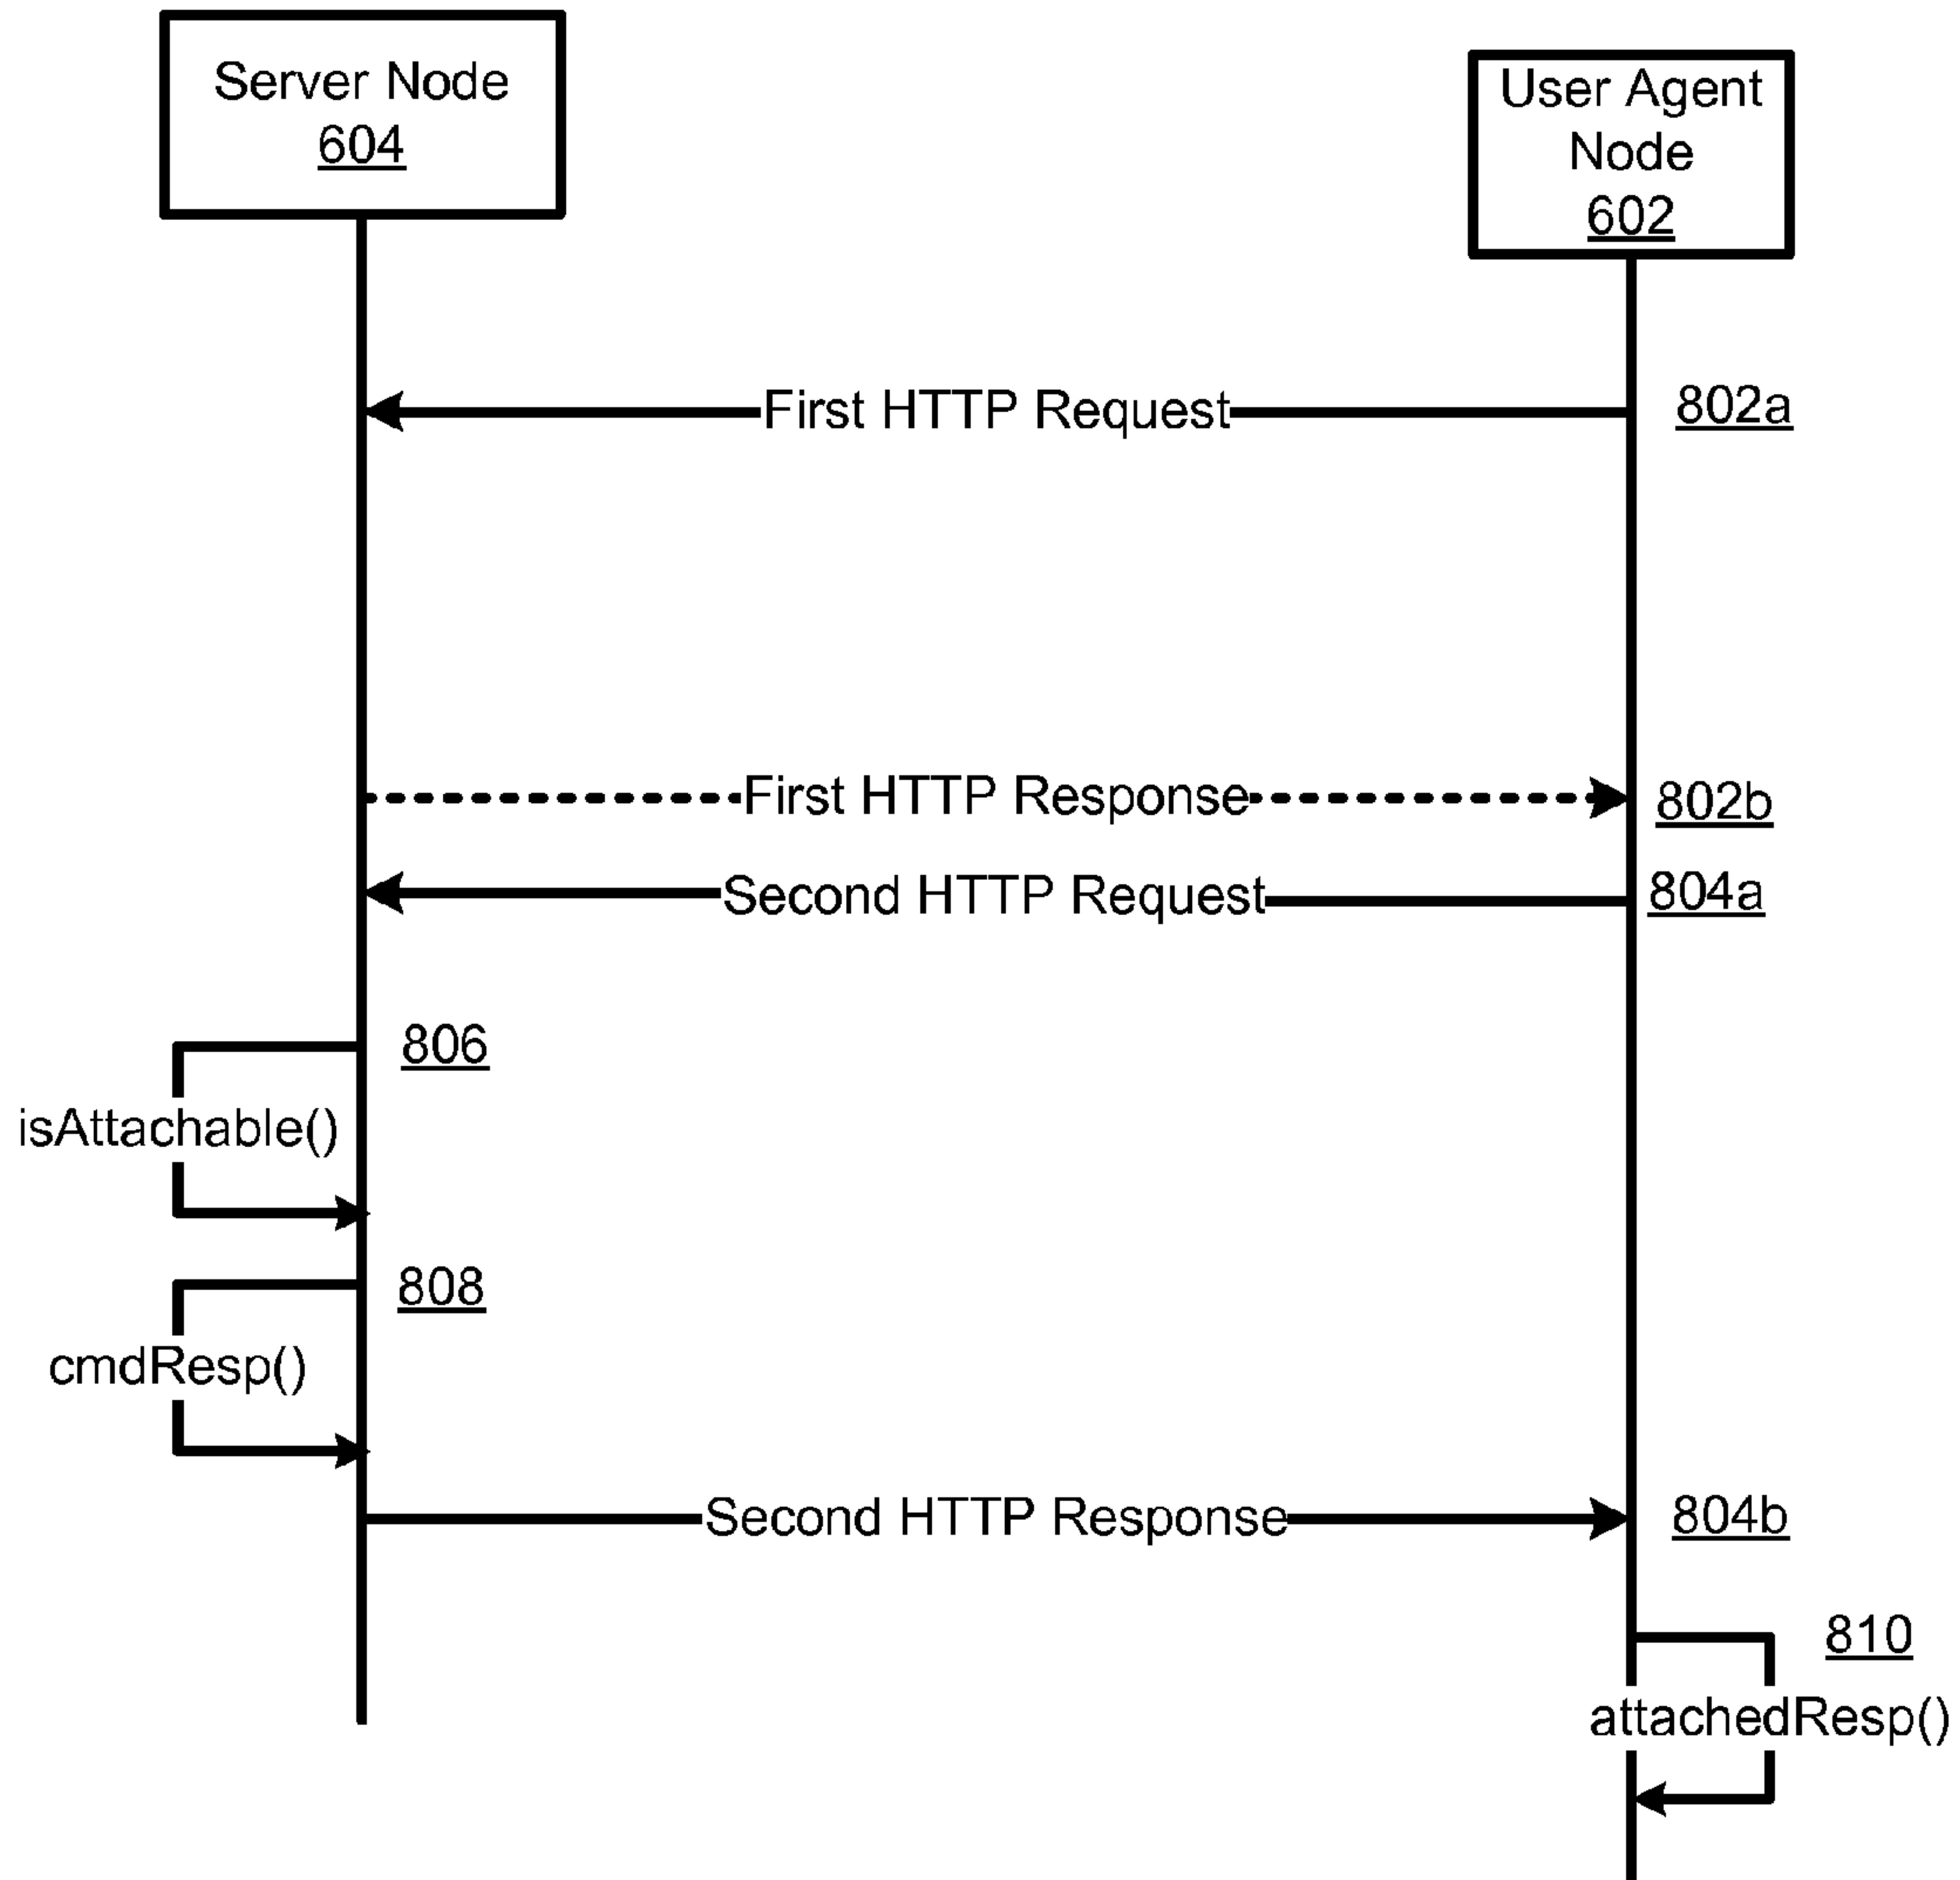 Server Node
604
User Agent
Node
602
First HTTP Request
802a
First HTTP Response
802b
Second HTTP Request
804a
806
isAttachable()
808
cmdResp()
Second HTTP Response
804b
810
attachedResp()